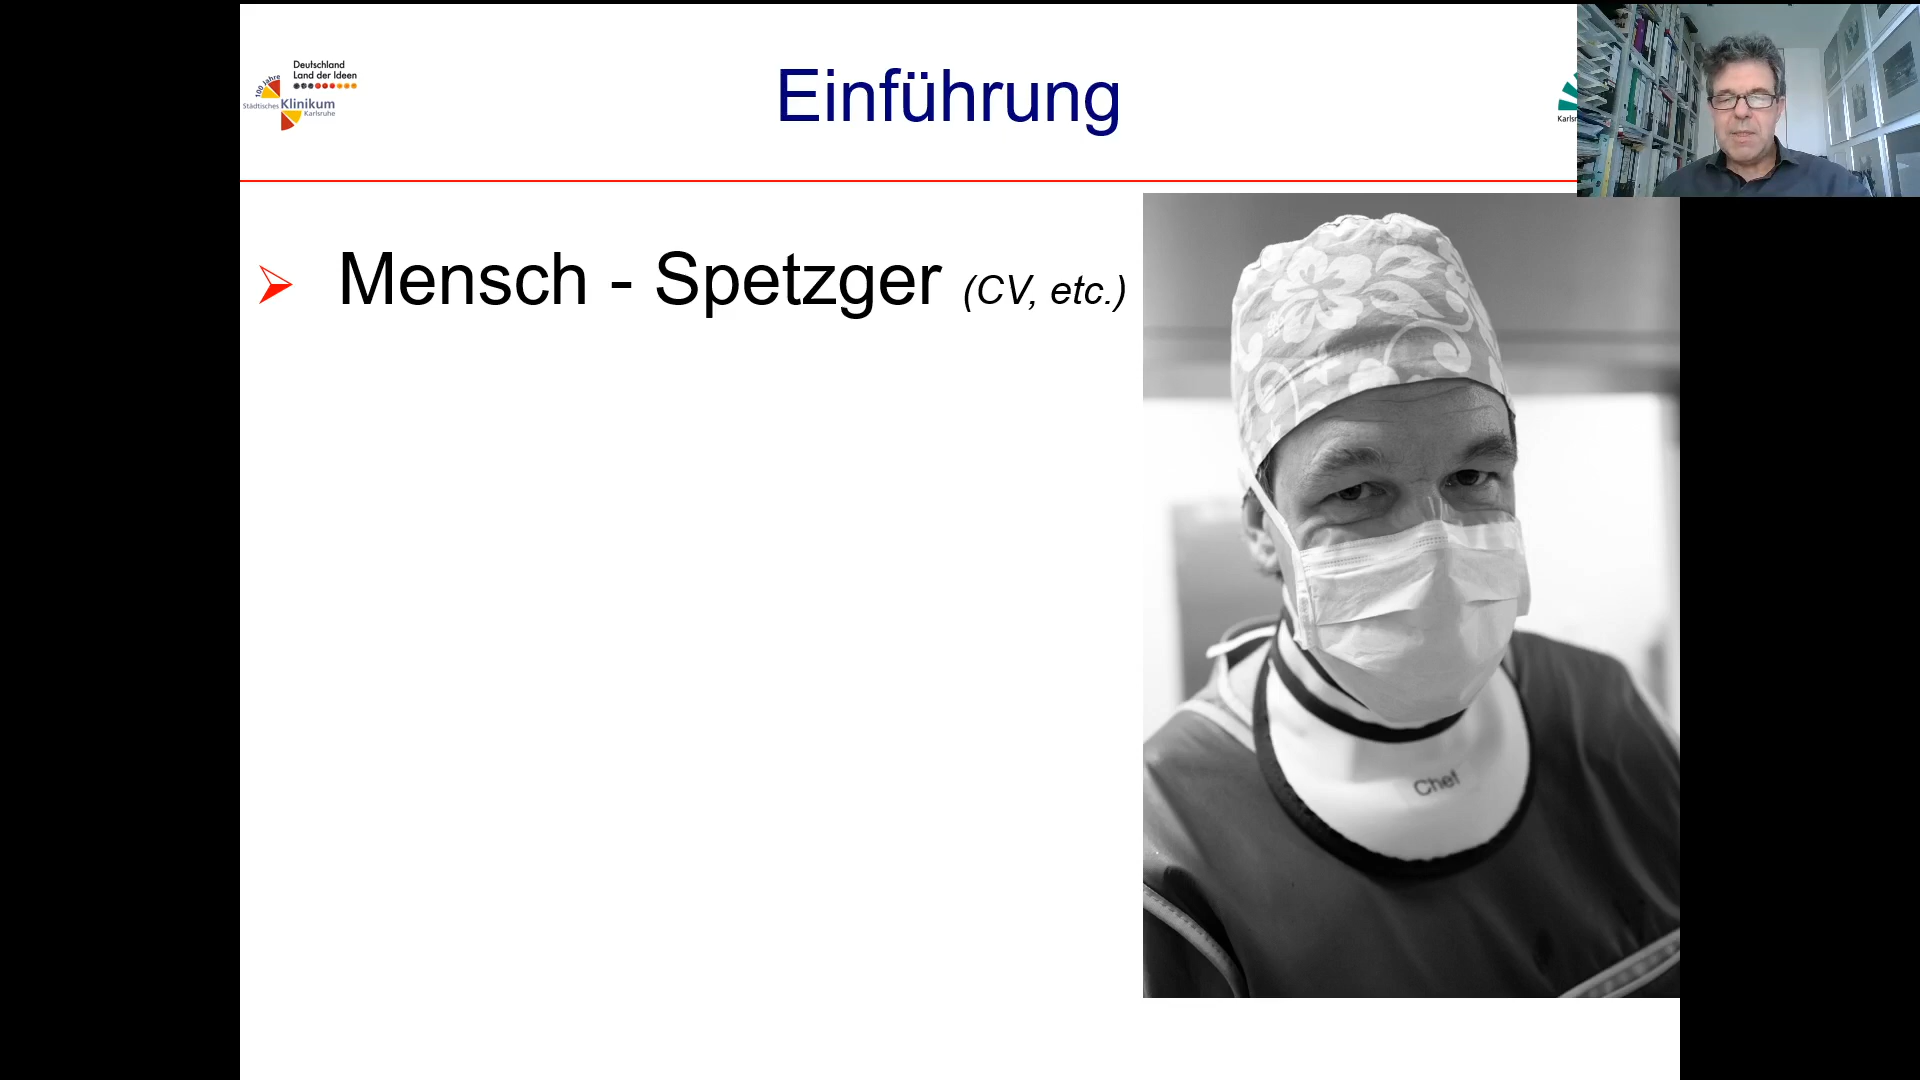 Deutschland
Land der Ideen
100 Jahre
Städtisches Klinikum
Karlsruhe
Einführung
Mensch - Spetzger (CV, etc.)
Chef